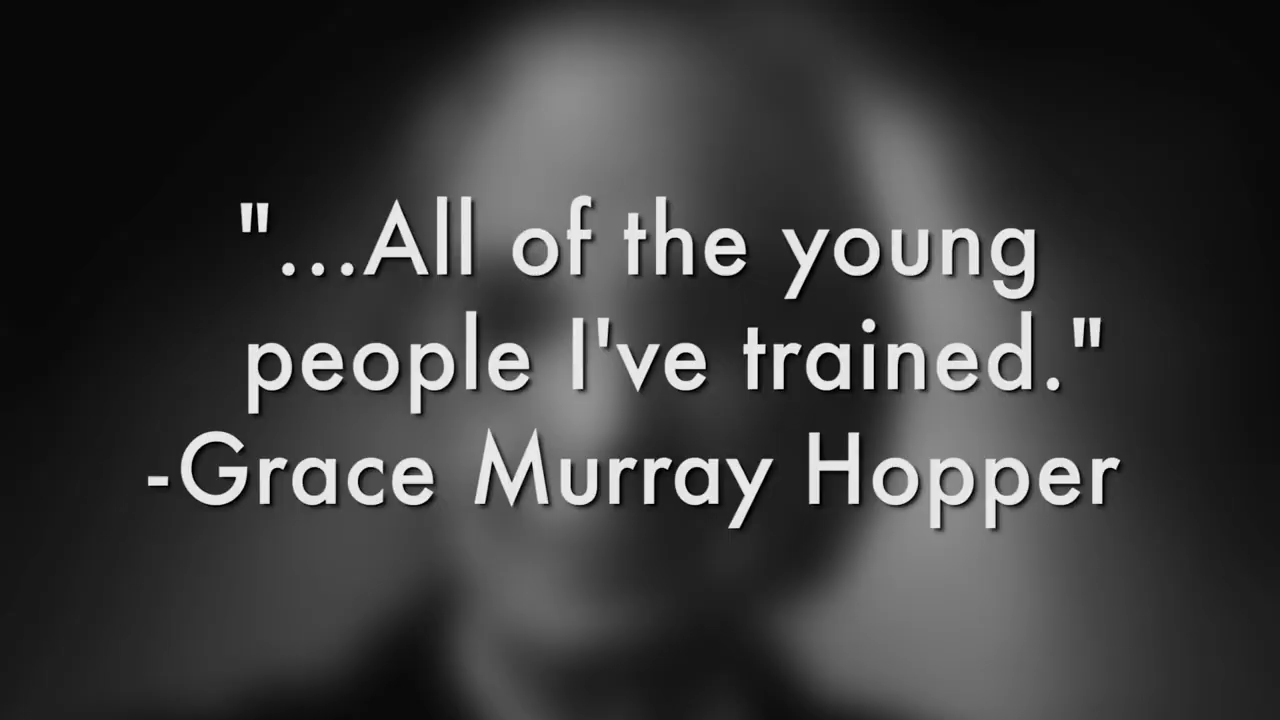 "...All of the young
people I've trained."
-Grace Murray Hopper